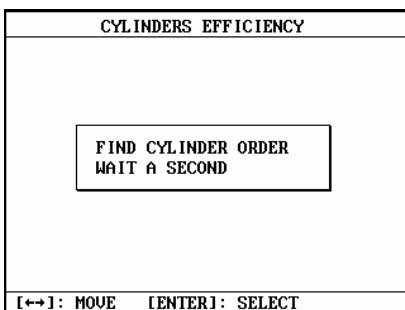 CYLINDERS EFFICIENCY
FIND CYLINDER ORDER
WAIT A SECOND
[←→]: MOVE [ENTER]: SELECT